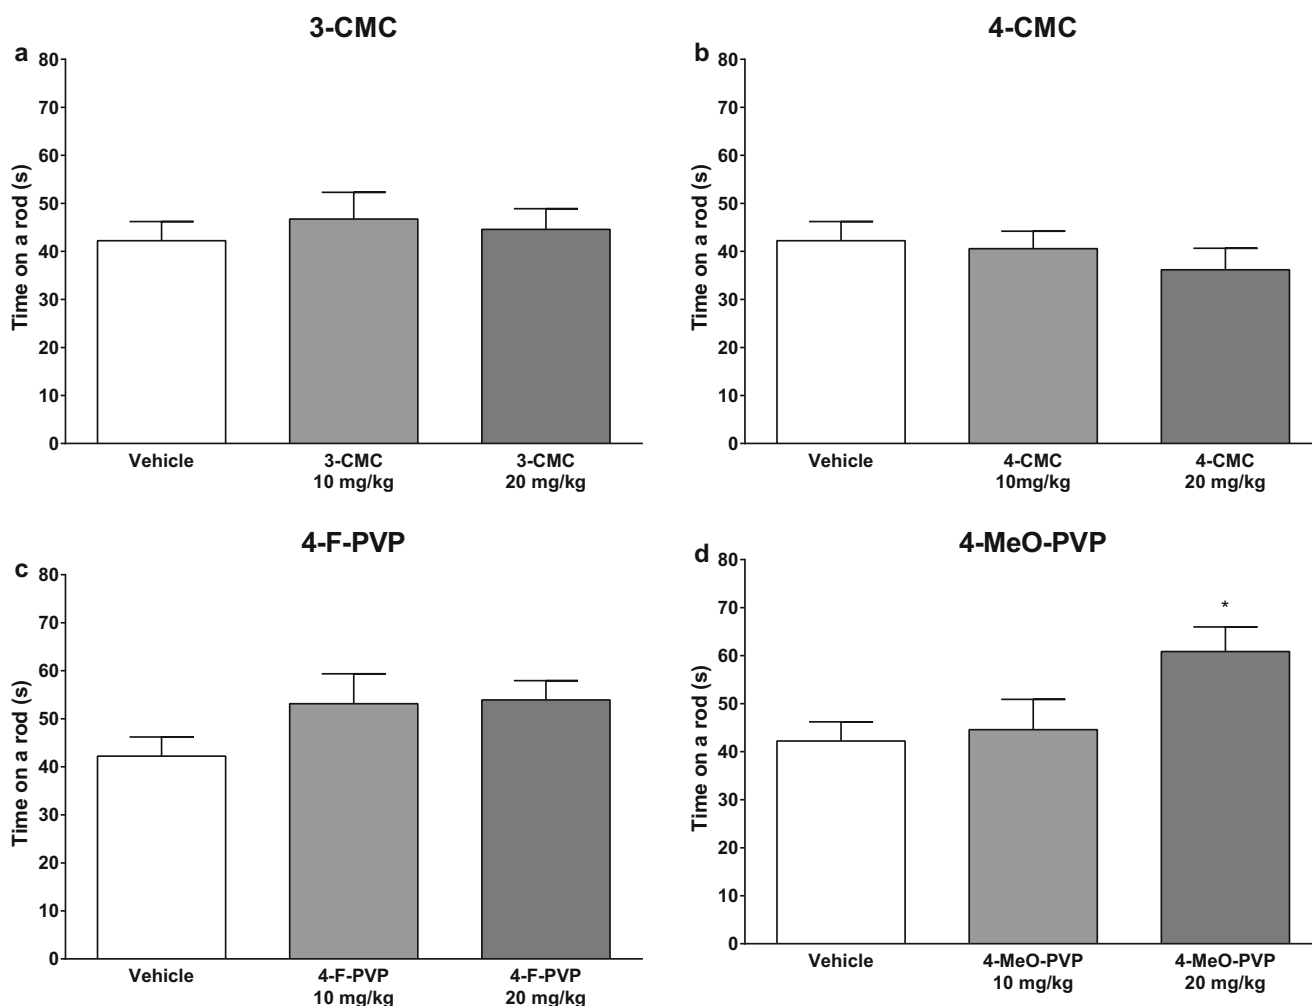 3-CMC
a
80
70
60
50
40
30
20
10
0
Time on a rod (s)
Vehicle
3-CMC
10 mg/kg
3-CMC
20 mg/kg
4-CMC
b
80
70
60
50
40
30
20
10
0
Time on a rod (s)
Vehicle
4-CMC
10mg/kg
4-CMC
20 mg/kg
4-F-PVP
c
80
70
60
50
40
30
20
10
0
Time on a rod (s)
Vehicle
4-F-PVP
10 mg/kg
4-F-PVP
20 mg/kg
4-MeO-PVP
d
80
70
60
50
40
30
20
10
0
Time on a rod (s)
*
Vehicle
4-MeO-PVP
10 mg/kg
4-MeO-PVP
20 mg/kg